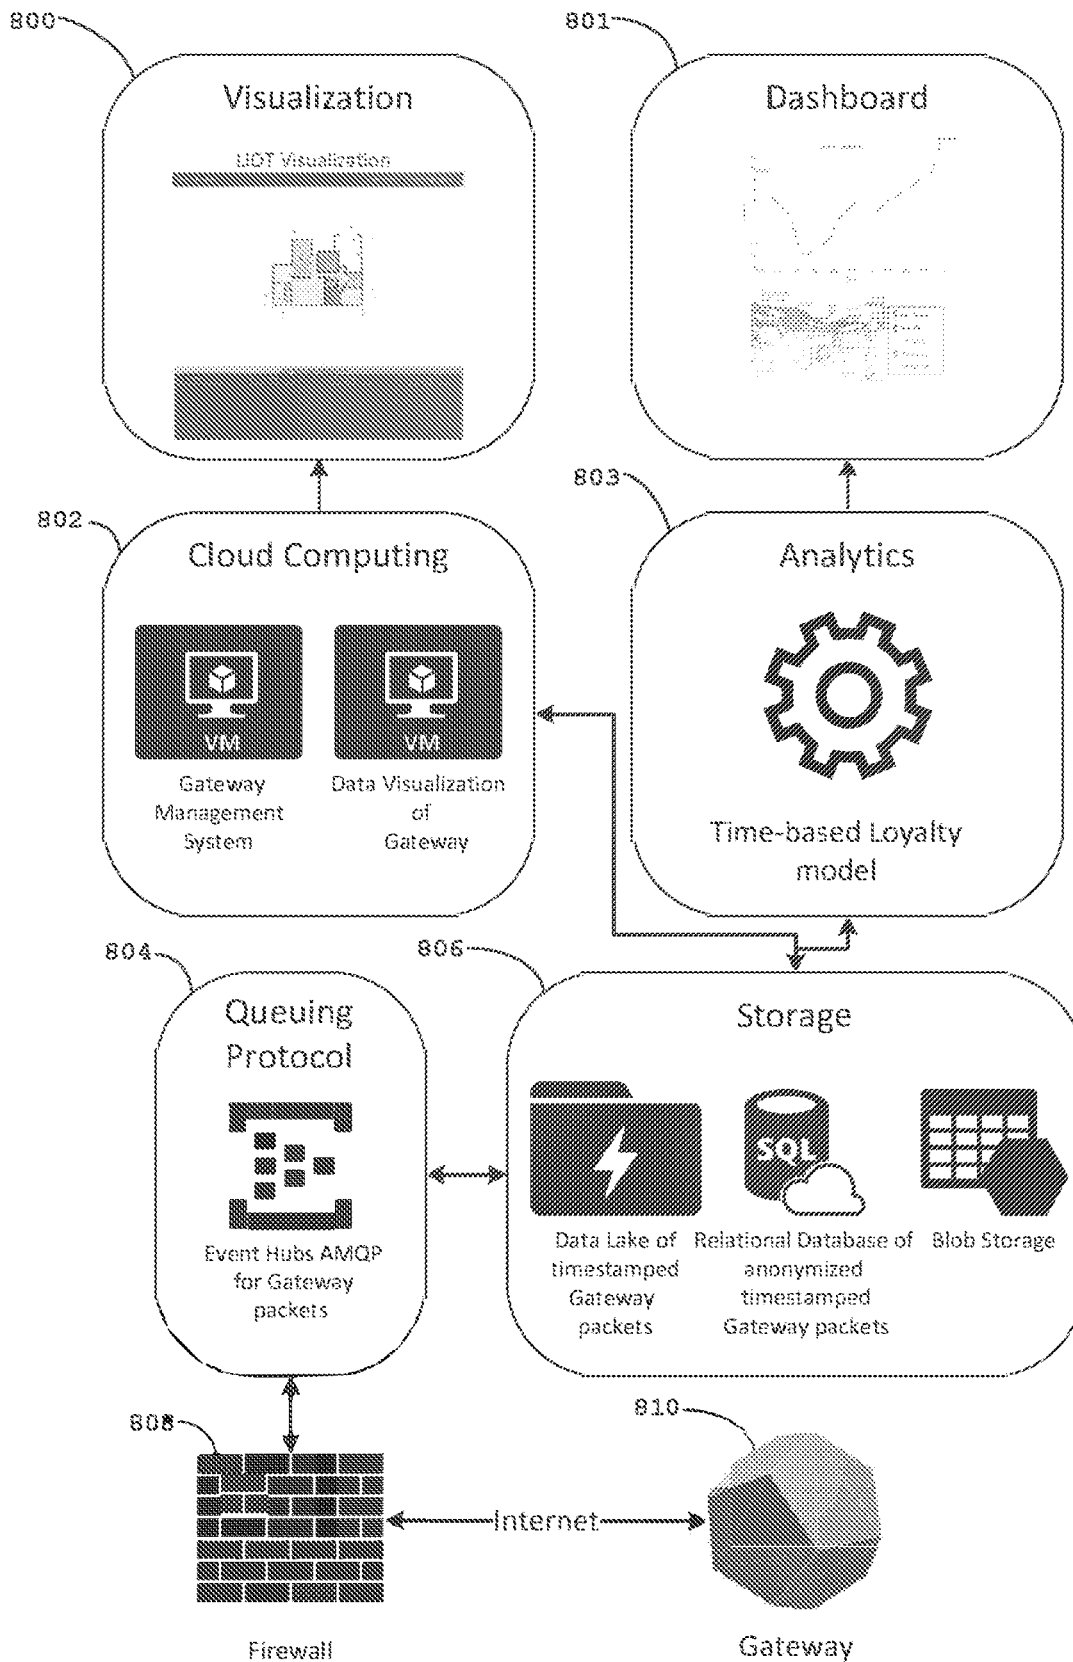 800
801
Visualization
LIOT Visualization
Dashboard
802
803
Cloud Computing
VM
VM
Gateway
Management
System
Data Visualization
of
Gateway
Analytics
Time-based Loyalty
model
804
806
Queuing
Protocol
Event Hubs AMQP
for Gateway
packets
Storage
SQL
Data Lake of
timestamped
Gateway
packets
Relational Database of
anonymized
timestamped
Gateway packets
Blob Storage
808
810
Internet
Firewall
Gateway